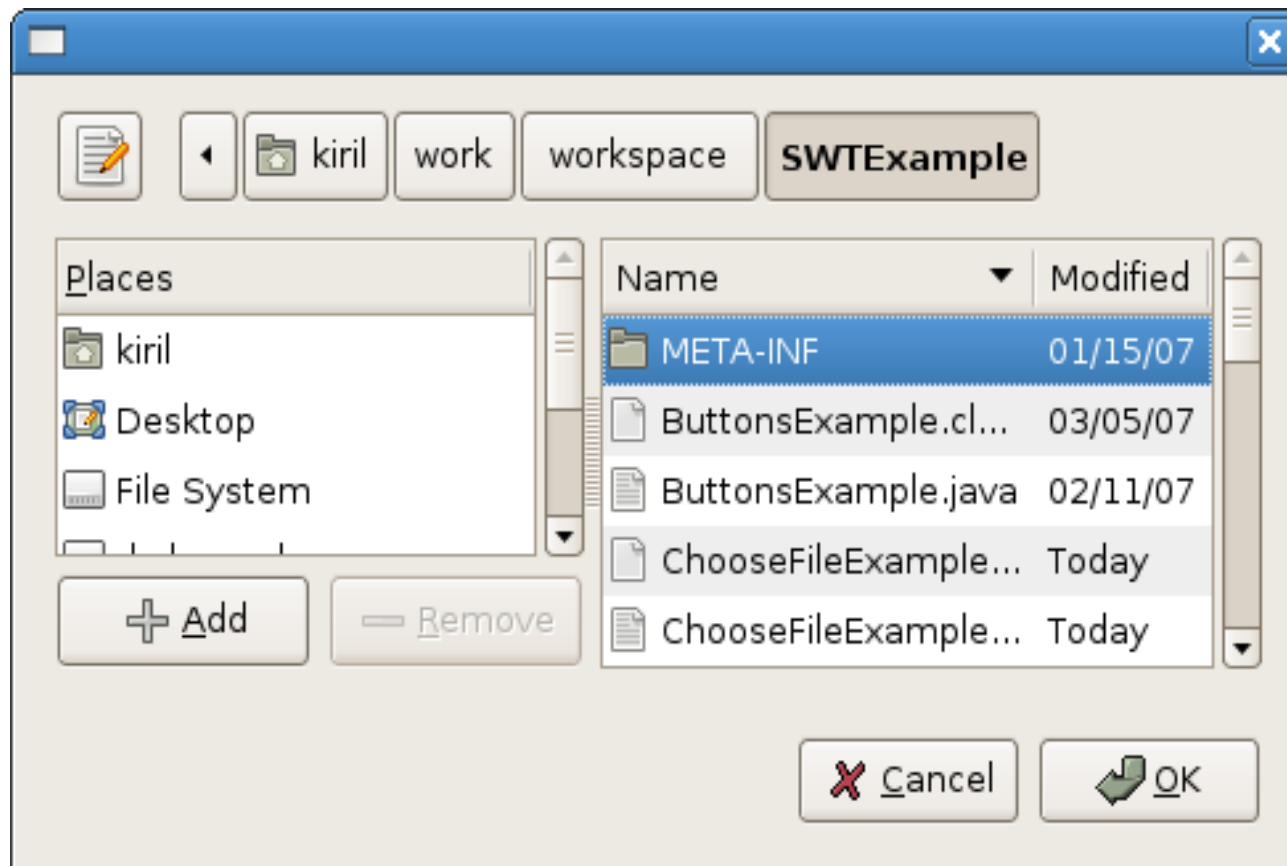 kiril work workspace SWTExample
Places
kiril
Desktop
File System
Add Remove
Name Modified
META-INF 01/15/07
ButtonsExample.cl... 03/05/07
ButtonsExample.java 02/11/07
ChooseFileExample... Today
ChooseFileExample... Today
Cancel OK